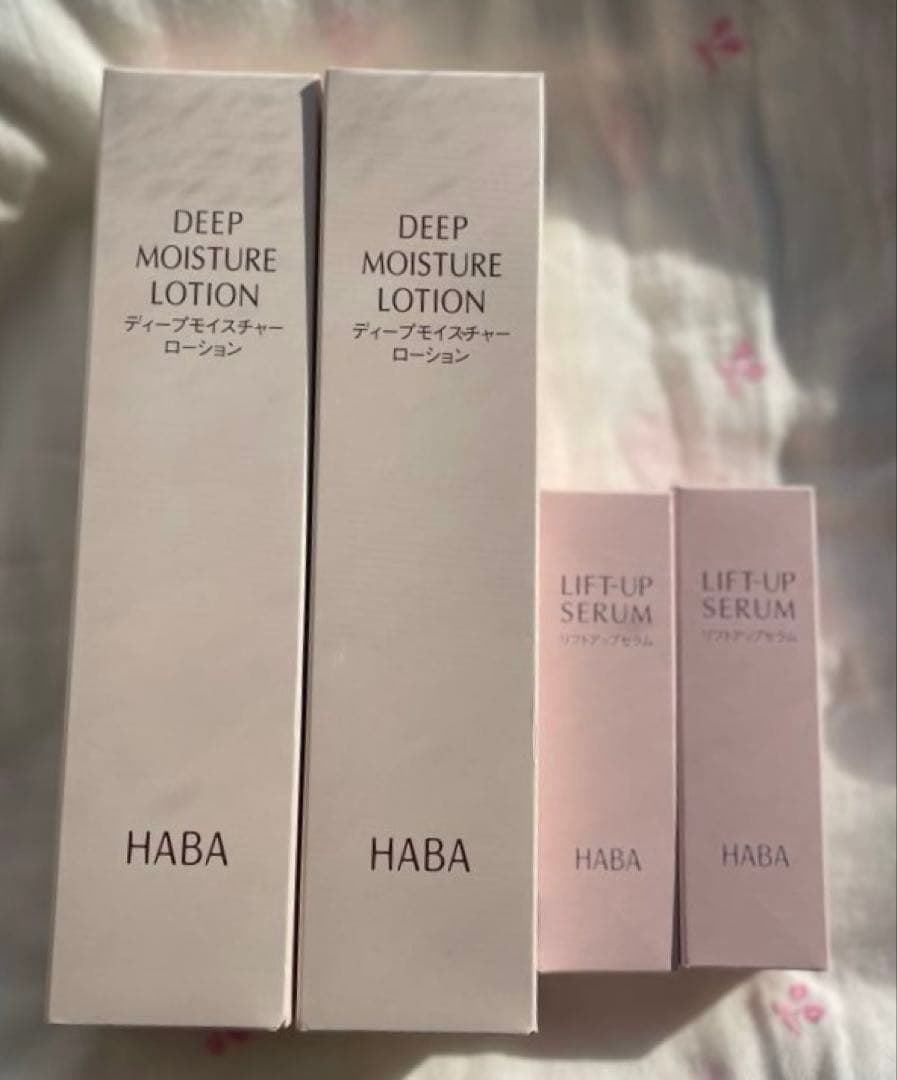 DEEP
MOISTURE
LOTION
ディープモイスチャー
ローション
HABA
DEEP
MOISTURE
LOTION
ディープモイスチャー
ローション
HABA
LIFT-UP
SERUM
リフトアップセラム
HABA
LIFT-UP
SERUM
リフトアップセラム
HABA